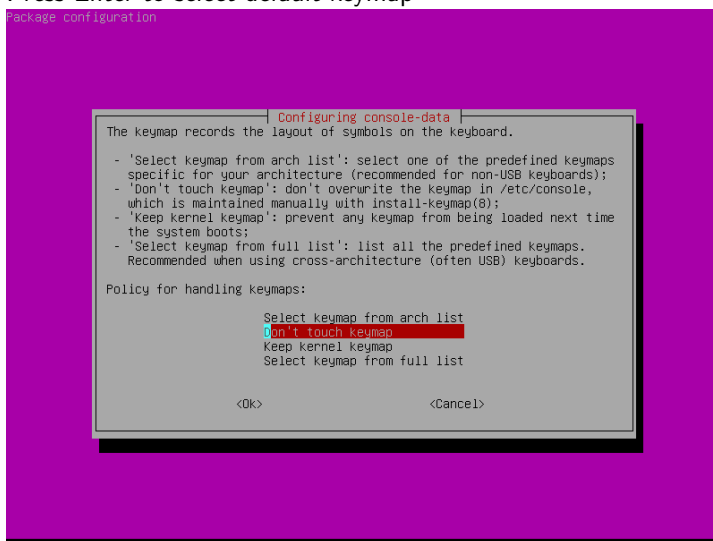 Press Enter to select default keymap
Package configuration
Configuring console-data
The keymap records the layout of symbols on the keyboard.
- 'Select keymap from arch list': select one of the predefined keymaps
specific for your architecture (recommended for non-USB keyboards);
- 'Don't touch keymap': don't overwrite the keymap in /etc/console,
which is maintained manually with install-keymap(8);
- 'Keep kernel keymap': prevent any keymap from being loaded next time
the system boots;
- 'Select keymap from full list': list all the predefined keymaps.
Recommended when using cross-architecture (often USB) keyboards.
Policy for handling keymaps:
Select keymap from arch list
Don't touch keymap
Keep kernel keymap
Select keymap from full list
<Ok> <Cancel>